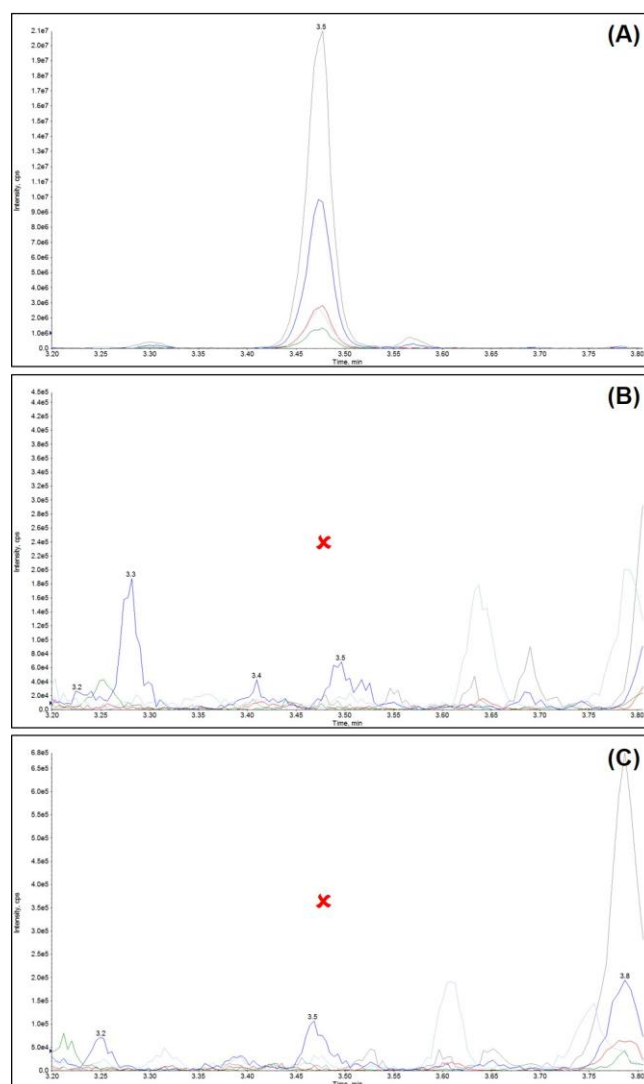 (A)
Intensity, cps
2.1e7
2.0e7
1.9e7
1.8e7
1.7e7
1.6e7
1.5e7
1.4e7
1.3e7
1.2e7
1.1e7
1.0e7
9.0e6
8.0e6
7.0e6
6.0e6
5.0e6
4.0e6
3.0e6
2.0e6
1.0e6
0.0
3.5
3.20 3.25 3.30 3.35 3.40 3.45 3.50 3.55 3.60 3.65 3.70 3.75 3.80
Time, min
(B)
Intensity, cps
4.6e5
4.4e5
4.2e5
4.0e5
3.8e5
3.6e5
3.4e5
3.2e5
3.0e5
2.8e5
2.6e5
2.4e5
2.2e5
2.0e5
1.8e5
1.6e5
1.4e5
1.2e5
1.0e5
8.0e4
6.0e4
4.0e4
2.0e4
0.0
3.2 3.3 3.4 3.5
3.20 3.25 3.30 3.35 3.40 3.45 3.50 3.55 3.60 3.65 3.70 3.75 3.80
Time, min
(C)
Intensity, cps
6.8e5
6.5e5
6.0e5
5.5e5
5.0e5
4.5e5
4.0e5
3.5e5
3.0e5
2.5e5
2.0e5
1.5e5
1.0e5
5.0e4
0.0
3.2 3.5 3.8
3.20 3.25 3.30 3.35 3.40 3.45 3.50 3.55 3.60 3.65 3.70 3.75 3.80
Time, min